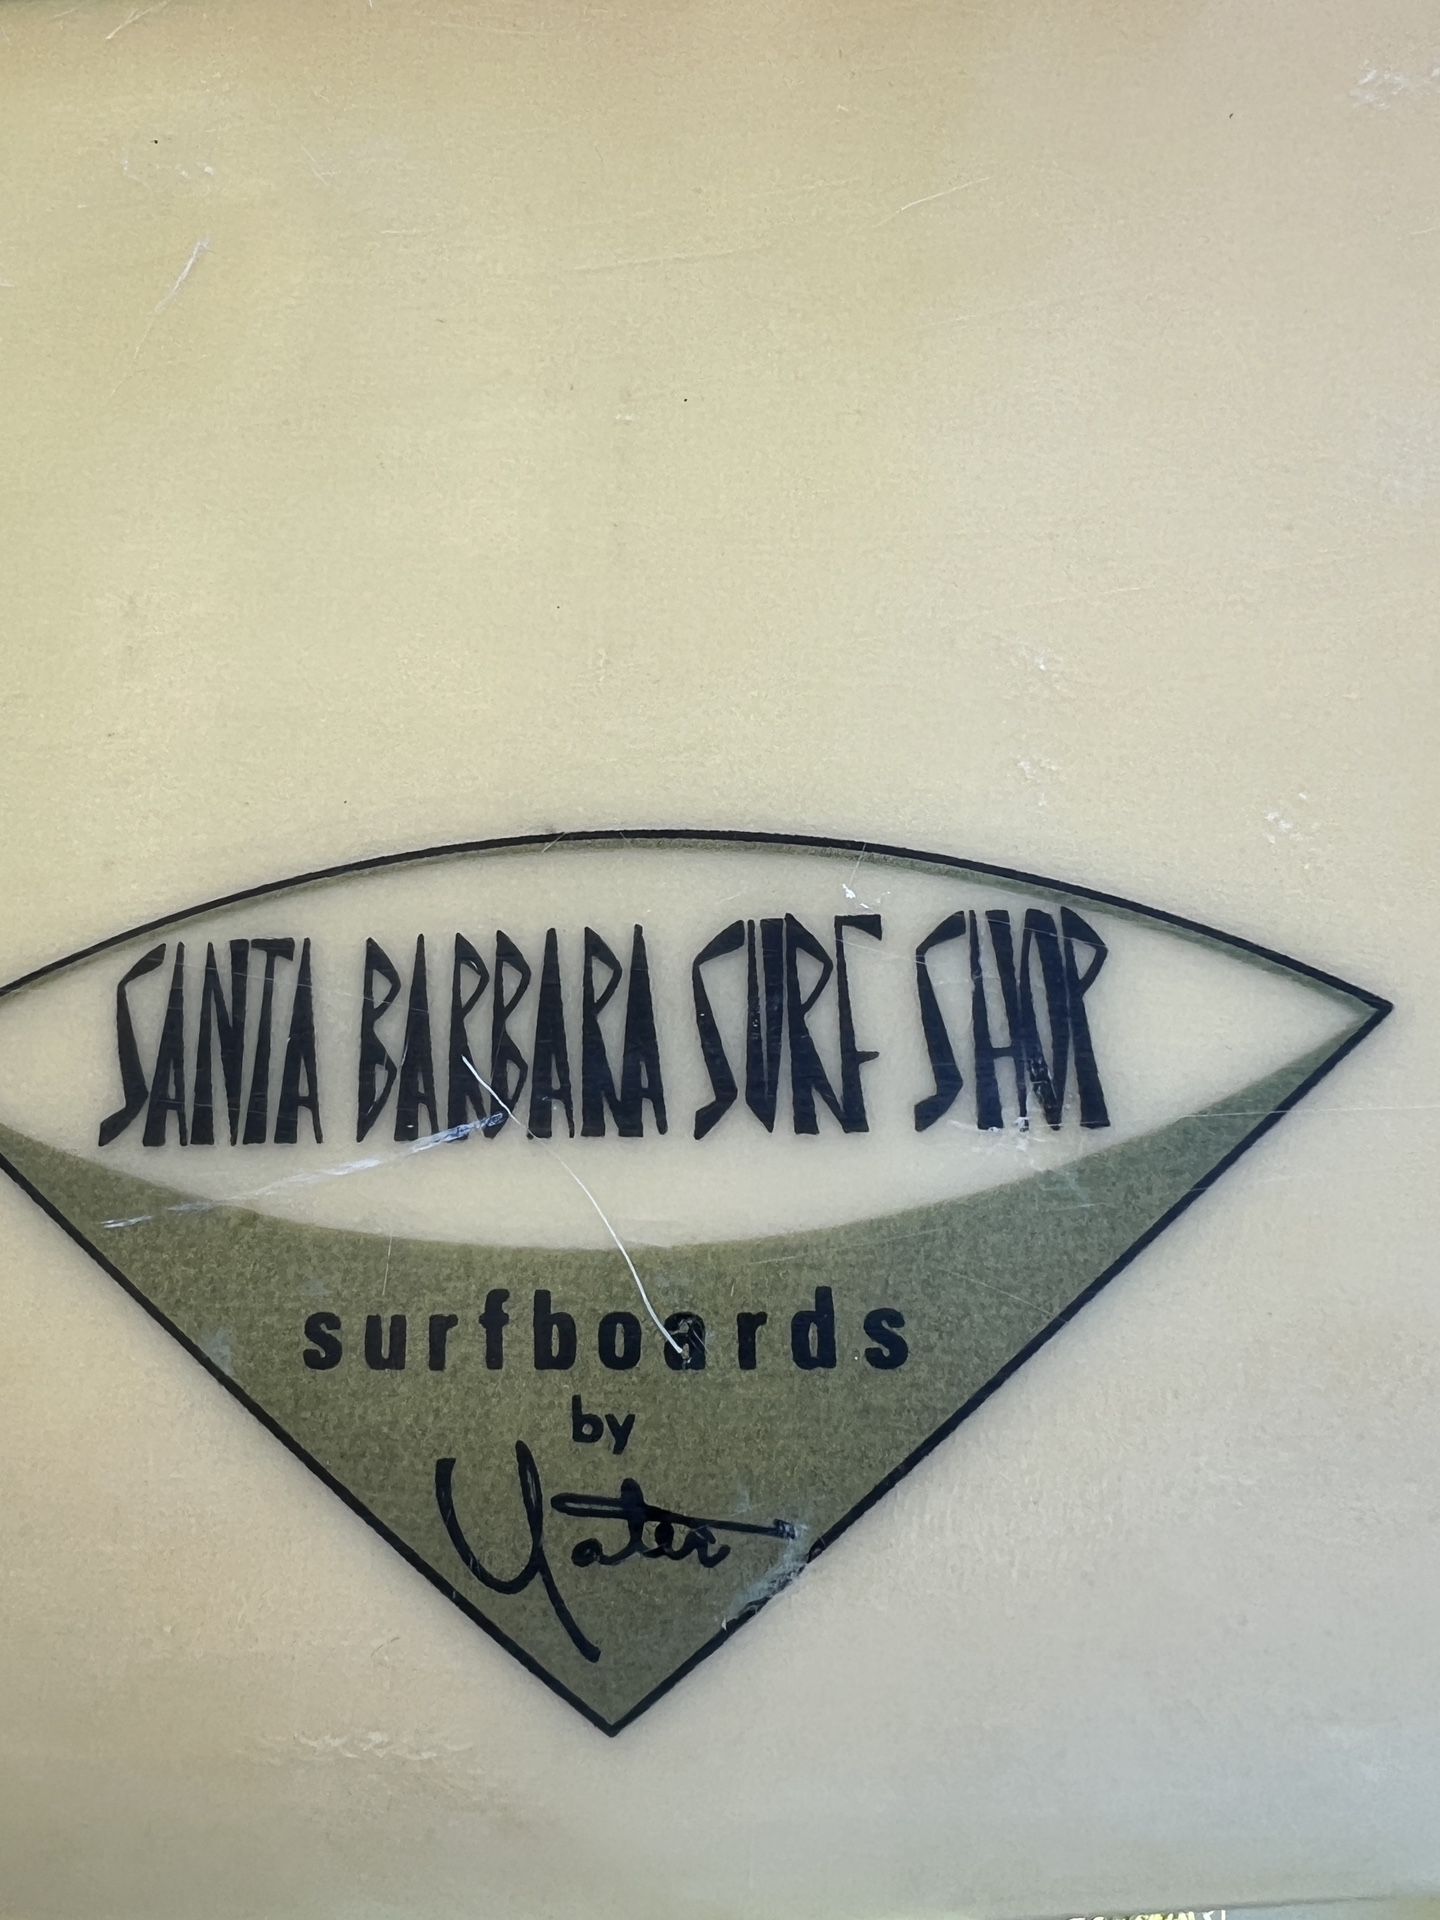 SANTA BARBARA SURF SHOP
surfboards
by
Yater